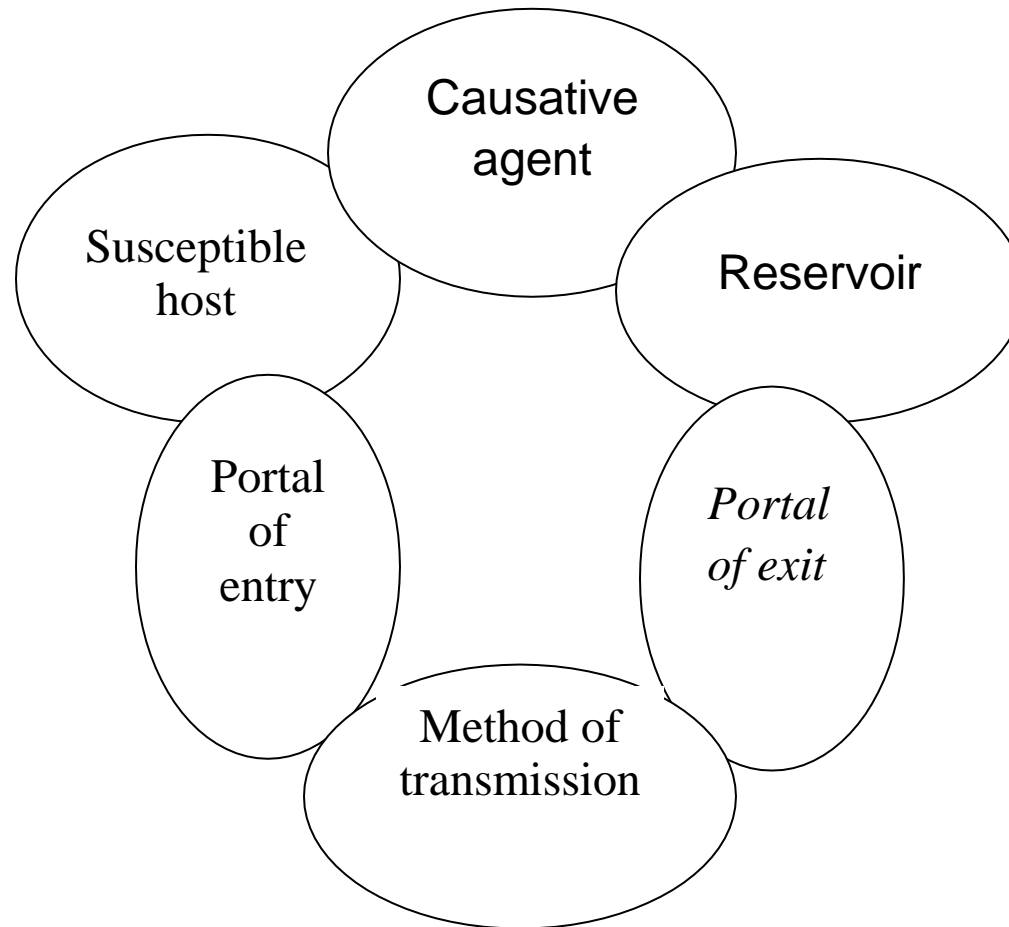 Causative
agent
Susceptible
host
Reservoir
Portal
of
entry
Portal
of exit
Method of
transmission